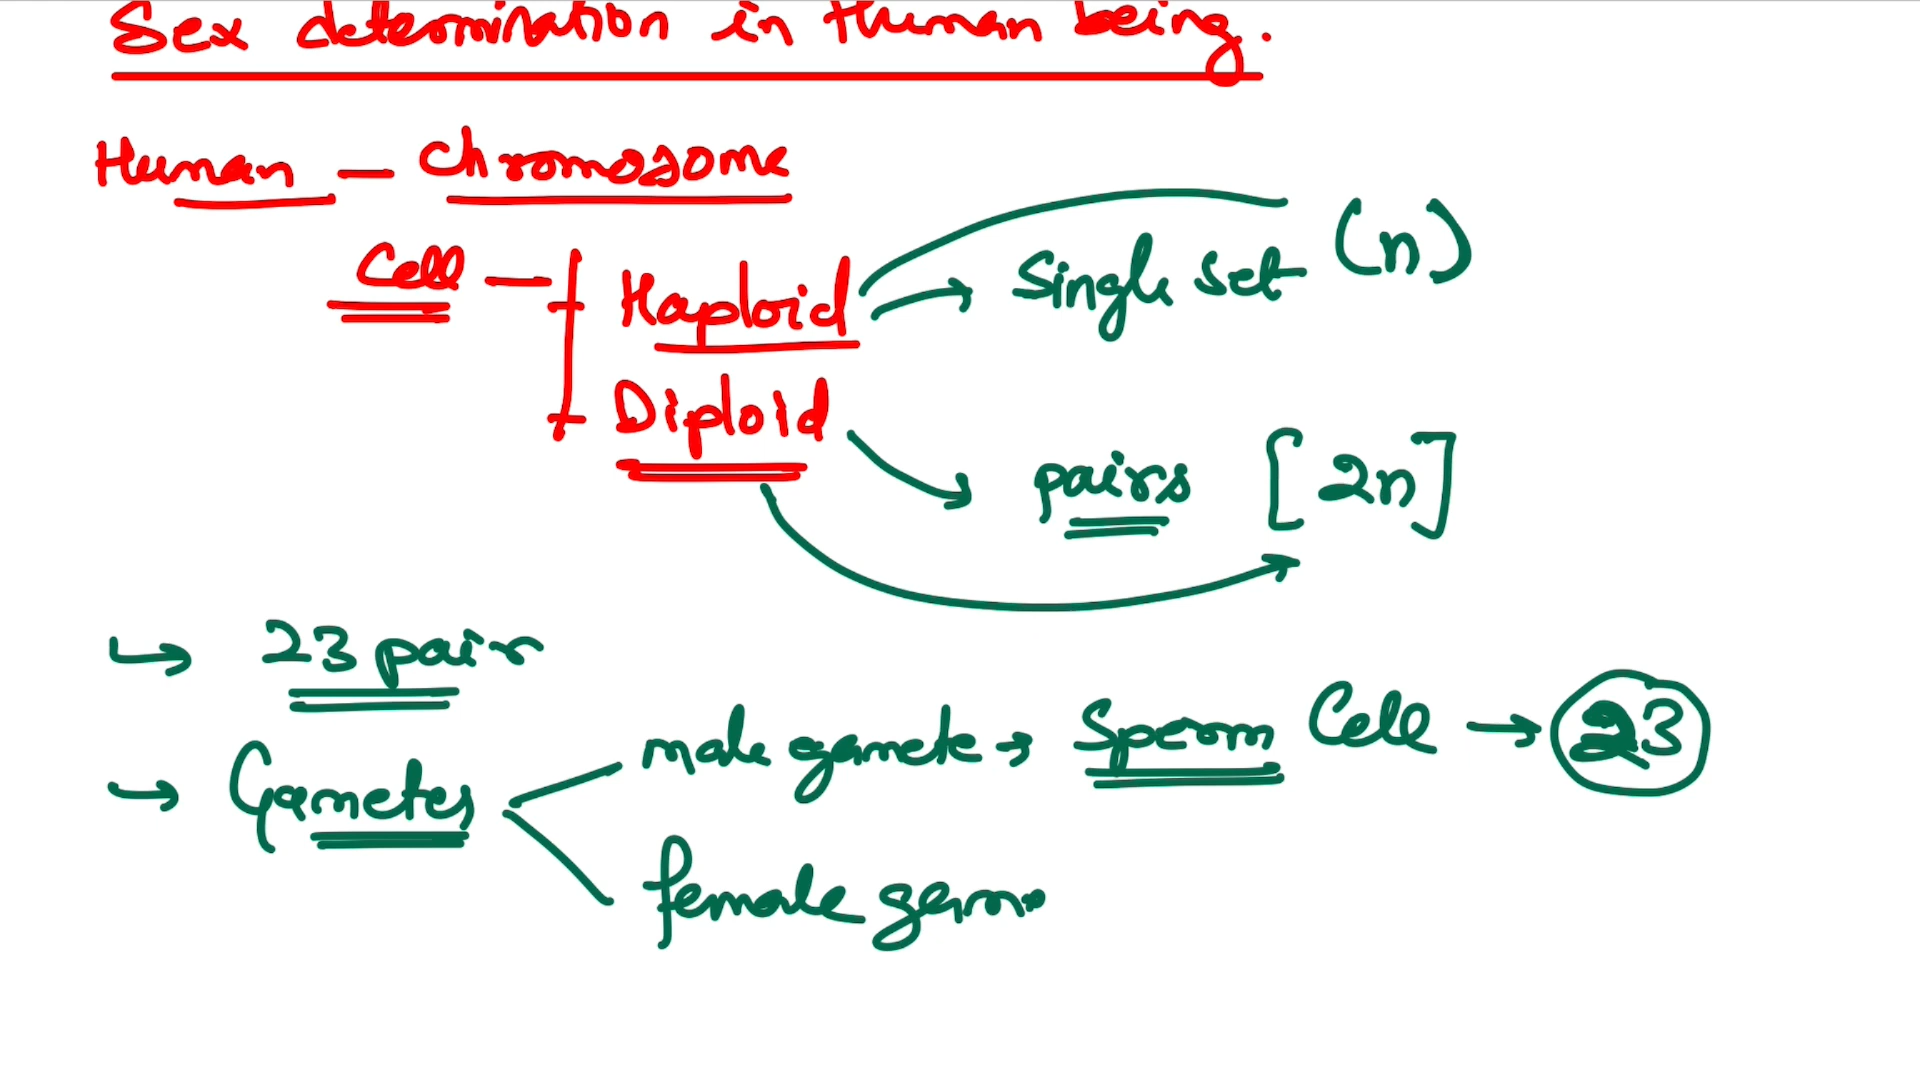 Sex determination in Human being.
Human – Chromosome
Cell – Haploid → Single set (n)
Diploid → pairs [2n]
↳ 23 pair
→ Gametes male gamete → Sperm Cell → 23
female gam